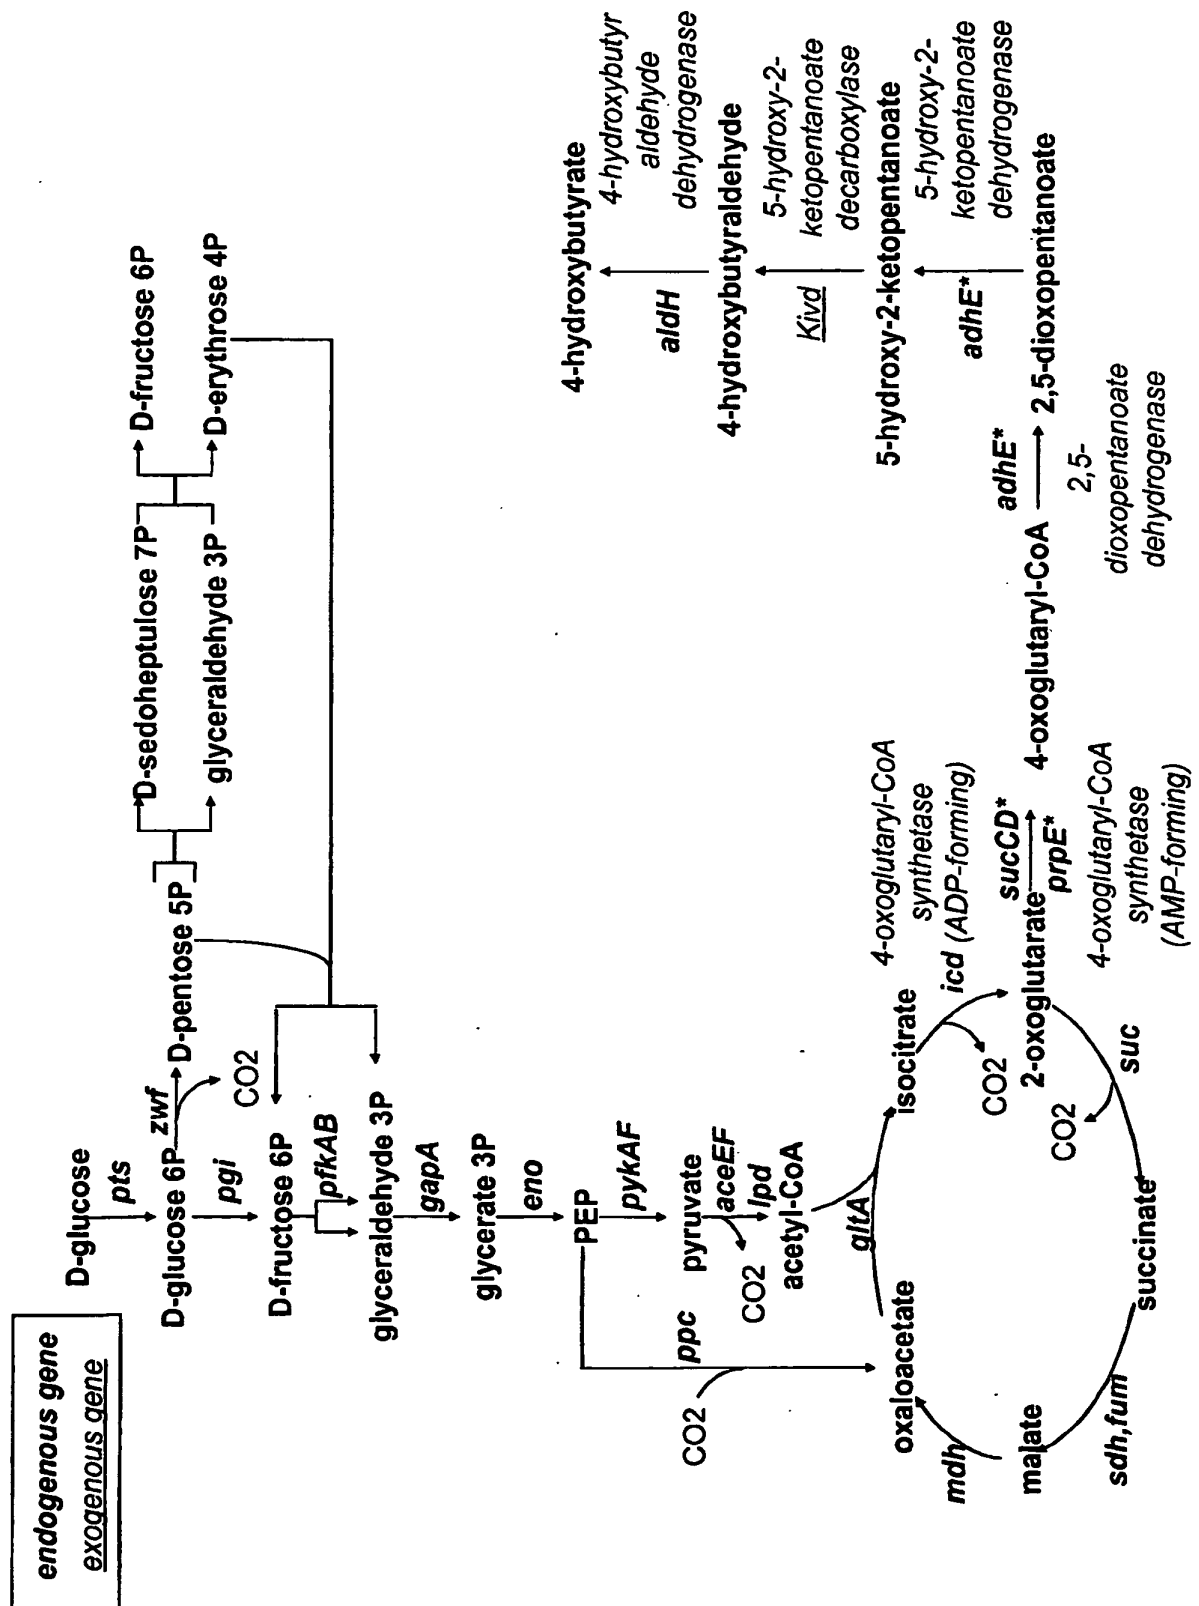 endogenous gene
exogenous gene
D-glucose
pts
D-glucose 6P
zwf
D-pentose 5P
CO2
pgi
D-fructose 6P
pfkAB
glyceraldehyde 3P
gapA
glycerate 3P
eno
PEP
pykAF
pyruvate
aceEF
lpd
CO2
acetyl-CoA
D-sedoheptulose 7P
glyceraldehyde 3P
D-fructose 6P
D-erythrose 4P
ppc
CO2
oxaloacetate
gltA
isocitrate
icd
CO2
2-oxoglutarate
suc
CO2
succinate
sdh,fum
malate
mdh
4-oxoglutaryl-CoA
synthetase
(ADP-forming)
sucCD*
prpE*
4-oxoglutaryl-CoA
synthetase
(AMP-forming)
4-oxoglutaryl-CoA
adhE*
2,5-
dioxopentanoate
dehydrogenase
2,5-dioxopentanoate
adhE*
5-hydroxy-2-
ketopentanoate
dehydrogenase
5-hydroxy-2-ketopentanoate
Kivd
5-hydroxy-2-
ketopentanoate
decarboxylase
4-hydroxybutyraldehyde
aldH
4-hydroxybutyr
aldehyde
dehydrogenase
4-hydroxybutyrate